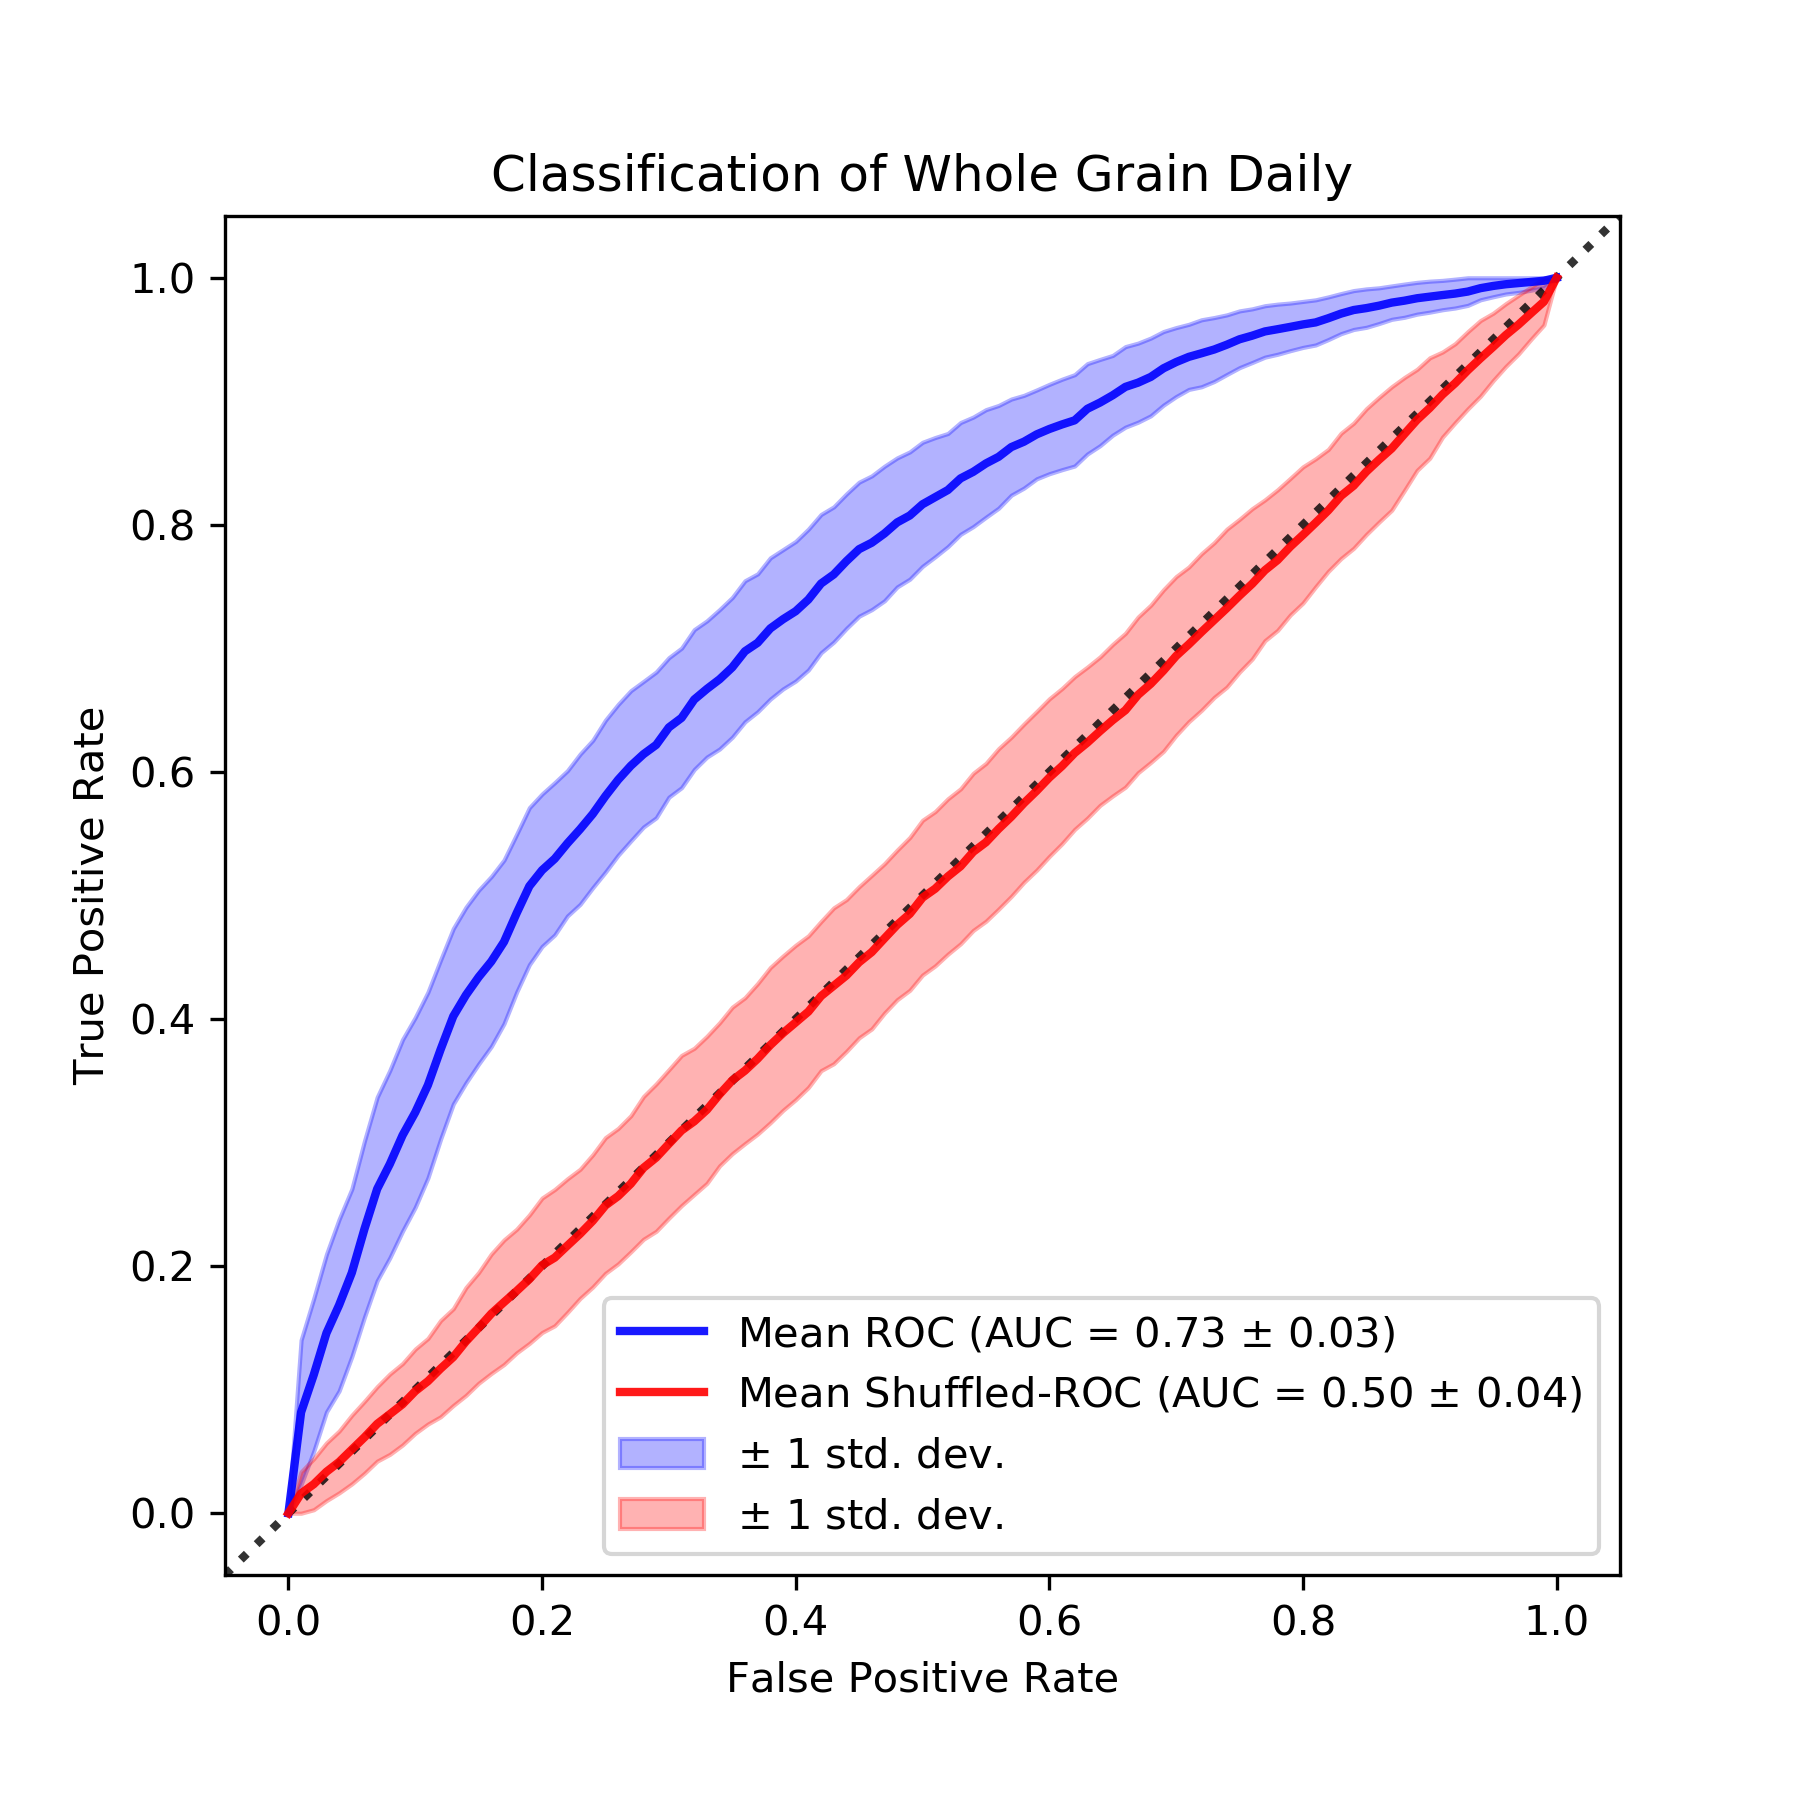 Classification of Whole Grain Daily
1.0
0.8
0.6
0.4
0.2
0.0
True Positive Rate
Mean ROC (AUC = 0.73 ± 0.03)
Mean Shuffled-ROC (AUC = 0.50 ± 0.04)
± 1 std. dev.
± 1 std. dev.
0.0 0.2 0.4 0.6 0.8 1.0
False Positive Rate